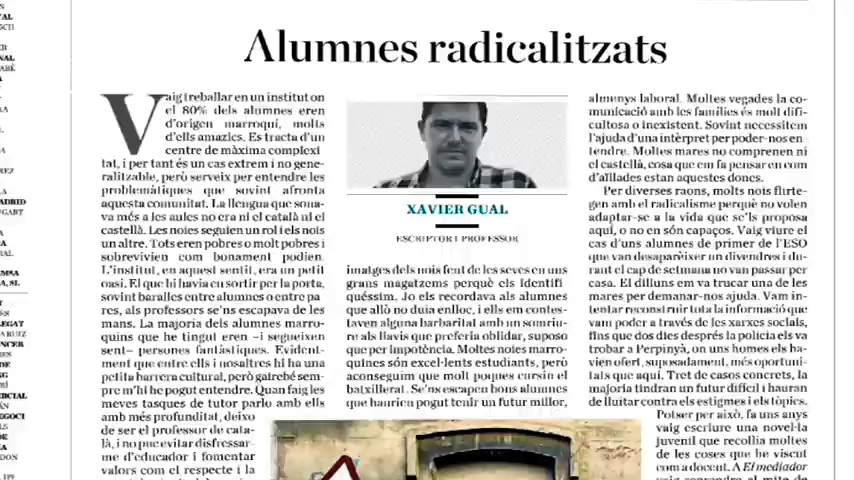 Alumnes radicalitzats
Vaig treballar en un institut on
el 80% dels alumnes eren
d'origen marroquí, molts
d'ells amazics. Es tracta d'un
centre de màxima complexi
tat, i per tant és un cas extrem i no gene-
ralitzable, però serveix per entendre les
problemàtiques que sovint afronta
aquesta comunitat. La llengua que sona-
va més a les aules no era ni el català ni el
castellà. Les noies seguien un rol i els nois
un altre. Tots eren pobres o molt pobres i
sobrevivien com bonament podien.
L'institut, en aquest sentit, era un petit
oasi. El que hi havia en sortir per la porta,
sovint baralles entre alumnes o entre pa-
res, als professors se'ns escapava de les
mans. La majoria dels alumnes marro-
quins que he tingut eren –i segueixen
sent– persones fantàstiques. Evident-
ment que entre ells i nosaltres hi ha una
petita barrera cultural, però gairebé sem-
pre m'hi he pogut entendre. Quan faig les
meves tasques de tutor parlo amb ells
amb més profunditat, deixo
de ser el professor de cata-
là, i no puc evitar disfressar-
me d'educador i fomentar
valors com el respecte i la
XAVIER GUAL
ESCRIPTOR I PROFESSOR
imatges dels nois fent de les seves en uns
grans magatzems perquè els identifi-
quéssim. Jo els recordava als alumnes
que allò no duia enlloc, i ells em contes-
taven alguna barbaritat amb un somriu-
re als llavis que preferia oblidar, suposo
que per impotència. Moltes noies marro-
quines són excel·lents estudiants, però
aconseguim que molt poques cursin el
batxillerat. Se'ns escapen bons alumnes
que haurien pogut tenir un futur millor,
almenys laboral. Moltes vegades la co-
municació amb les famílies és molt difi-
cultosa o inexistent. Sovint necessitem
l'ajuda d'una intèrpret per poder-nos en-
tendre. Moltes mares no comprenen ni
el castellà, cosa que em fa pensar en com
d'aïllades estan aquestes dones.
Per diverses raons, molts nois flirte-
gen amb el radicalisme perquè no volen
adaptar-se a la vida que se'ls proposa
aquí, o no en són capaços. Vaig viure el
cas d'uns alumnes de primer de l'ESO
que van desaparèixer un divendres i du-
rant el cap de setmana no van passar per
casa. El dilluns em va trucar una de les
mares per demanar-nos ajuda. Vam in-
tentar reconstruir tota la informació que
vam poder a través de les xarxes socials,
fins que dos dies després la policia els va
trobar a Perpinyà, on uns homes els ha-
vien ofert, suposadament, més oportuni-
tats que aquí. Tret de casos concrets, la
majoria tindran un futur difícil i hauran
de lluitar contra els estigmes i els tòpics.
Potser per això, fa uns anys
vaig escriure una novel·la
juvenil que recollia moltes
de les coses que he viscut
com a docent. A El mediador